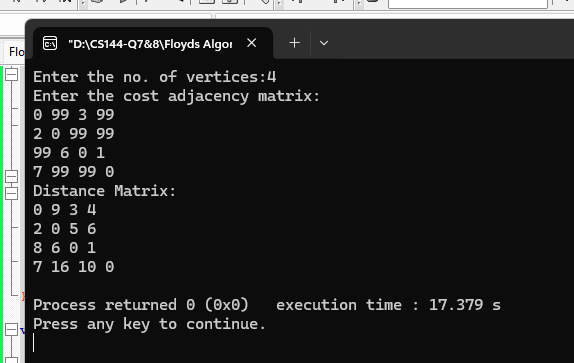 "D:\CS144-Q7&8\Floyds Algor
Flo
Enter the no. of vertices:4
Enter the cost adjacency matrix:
0 99 3 99
2 0 99 99
99 6 0 1
7 99 99 0
Distance Matrix:
0 9 3 4
2 0 5 6
8 6 0 1
7 16 10 0
Process returned 0 (0x0)   execution time : 17.379 s
Press any key to continue.